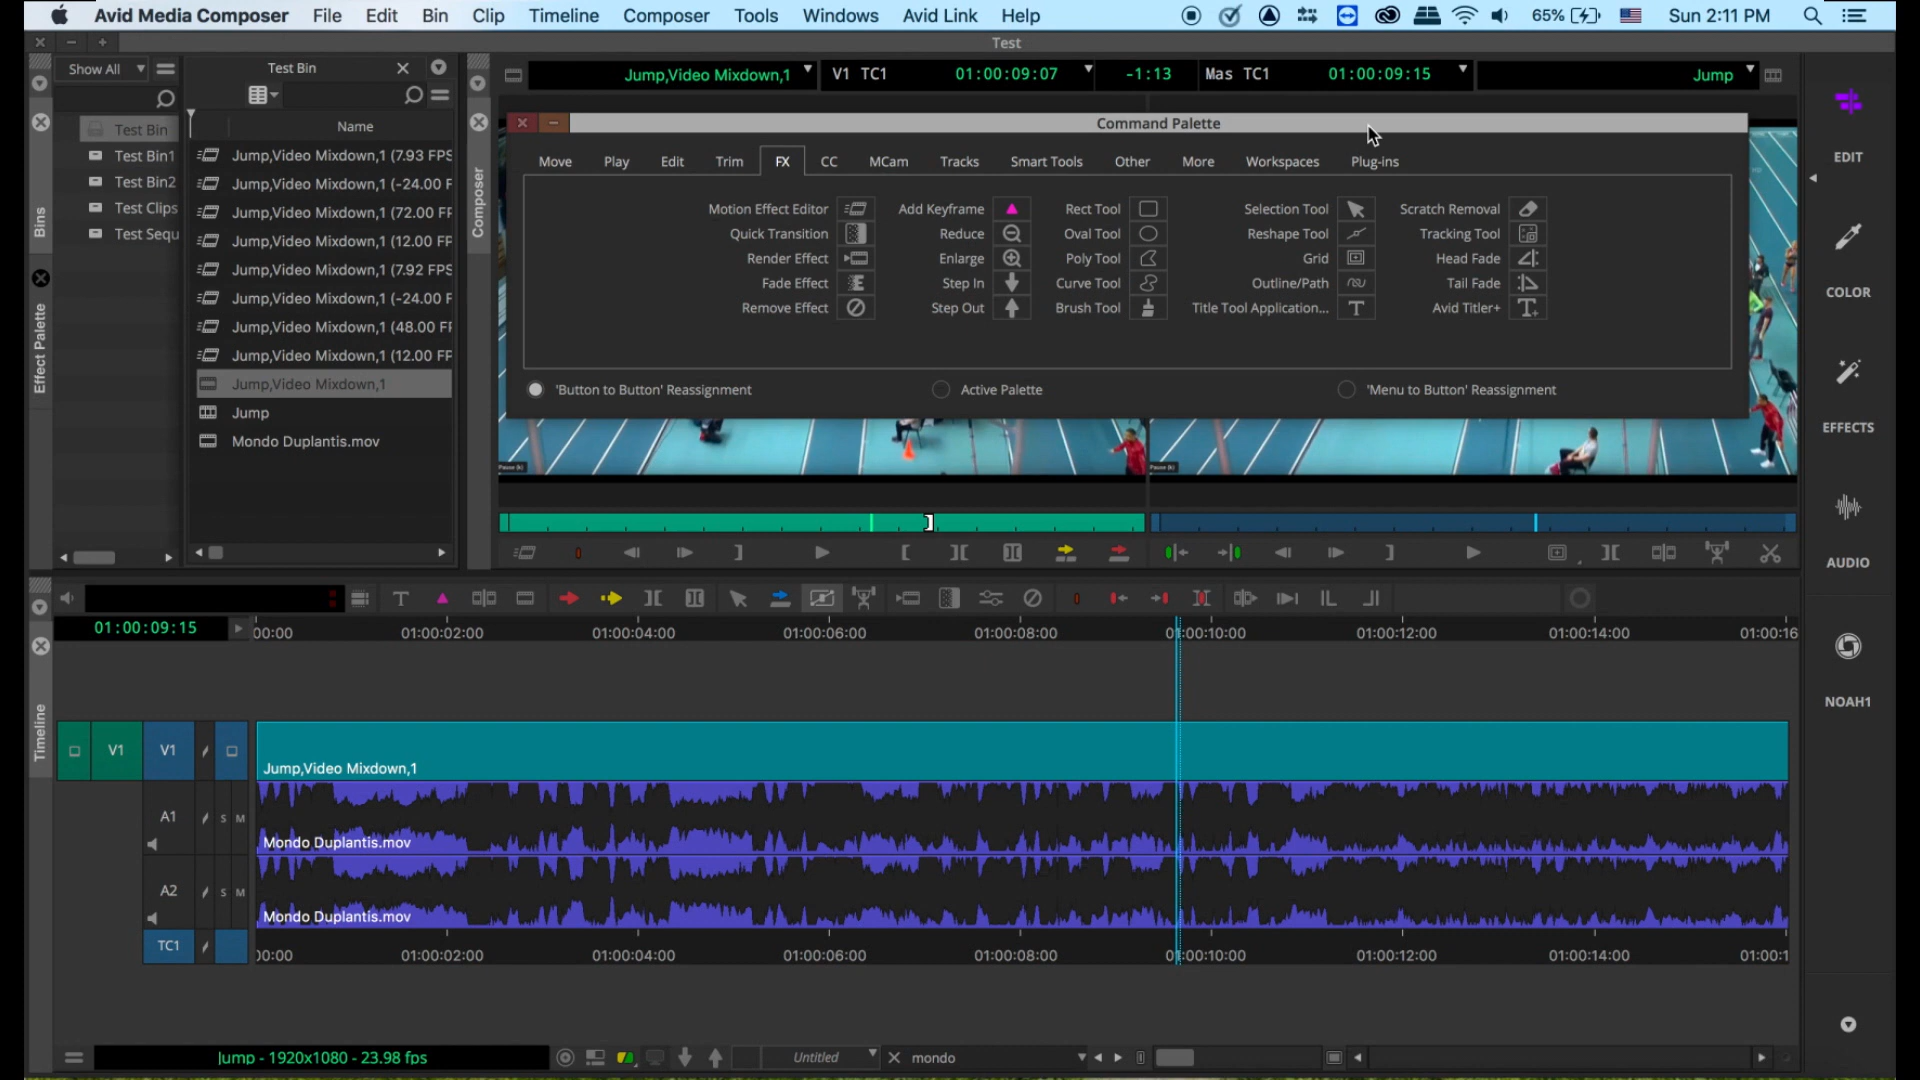 Avid Media Composer File Edit Bin Clip Timeline Composer Tools Windows Avid Link Help 65% Sun 2:11 PM
Test
Show All
Test Bin
Jump,Video Mixdown,1 V1 TC1 01:00:09:07 -1:13 Mas TC1 01:00:09:15 Jump
Name
Test Bin
Test Bin1
Test Bin2
Test Clips
Test Sequ
Bins
Effect Palette
Jump,Video Mixdown,1 (7.93 FPS
Jump,Video Mixdown,1 (-24.00 F
Jump,Video Mixdown,1 (72.00 FF
Jump,Video Mixdown,1 (12.00 FF
Jump,Video Mixdown,1 (7.92 FPS
Jump,Video Mixdown,1 (-24.00 F
Jump,Video Mixdown,1 (48.00 FF
Jump,Video Mixdown,1 (12.00 FF
Jump,Video Mixdown,1
Jump
Mondo Duplantis.mov
Composer
Command Palette
Move Play Edit Trim FX CC MCam Tracks Smart Tools Other More Workspaces Plug-ins
Motion Effect Editor Add Keyframe Rect Tool Selection Tool Scratch Removal
Quick Transition Reduce Oval Tool Reshape Tool Tracking Tool
Render Effect Enlarge Poly Tool Grid Head Fade
Fade Effect Step In Curve Tool Outline/Path Tail Fade
Remove Effect Step Out Brush Tool Title Tool Application... Avid Titler+
'Button to Button' Reassignment Active Palette 'Menu to Button' Reassignment
Pause (k) Pause (k)
EDIT
COLOR
EFFECTS
AUDIO
NOAH1
Timeline
01:00:09:15 00:00 01:00:02:00 01:00:04:00 01:00:06:00 01:00:08:00 01:00:10:00 01:00:12:00 01:00:14:00 01:00:16
V1 V1
Jump,Video Mixdown,1
A1 S M
Mondo Duplantis.mov
A2 S M
Mondo Duplantis.mov
TC1
00:00 01:00:02:00 01:00:04:00 01:00:06:00 01:00:08:00 01:00:10:00 01:00:12:00 01:00:14:00 01:00:1
Jump - 1920x1080 - 23.98 fps Untitled mondo